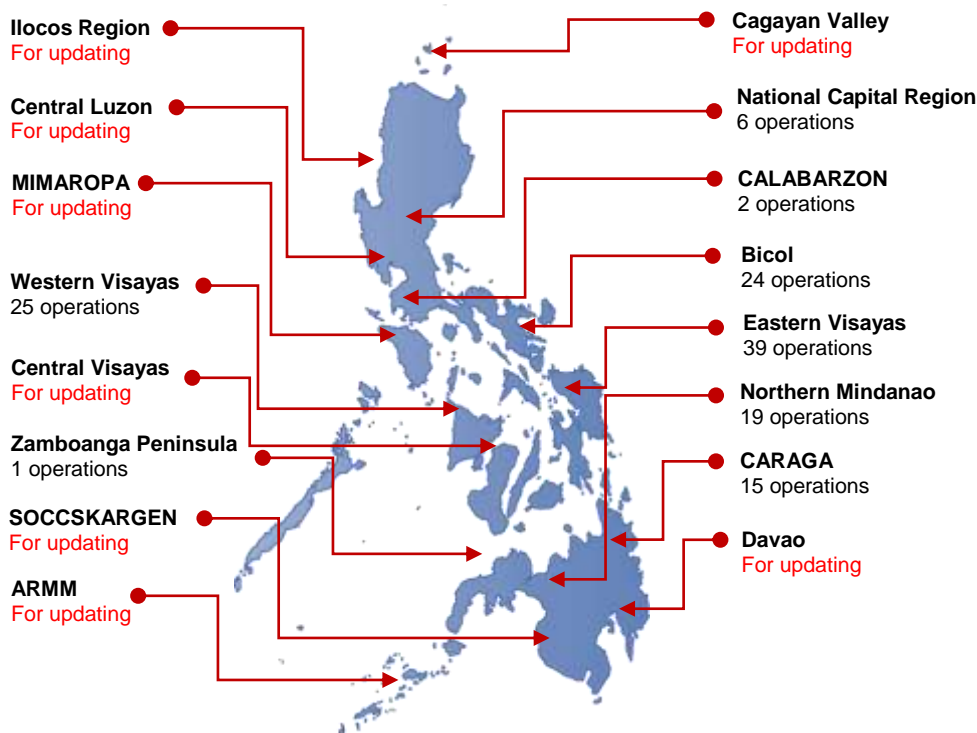 Ilocos Region
For updating
Central Luzon
For updating
MIMAROPA
For updating
Western Visayas
25 operations
Central Visayas
For updating
Zamboanga Peninsula
1 operations
SOCCSKARGEN
For updating
ARMM
For updating
Cagayan Valley
For updating
National Capital Region
6 operations
CALABARZON
2 operations
Bicol
24 operations
Eastern Visayas
39 operations
Northern Mindanao
19 operations
CARAGA
15 operations
Davao
For updating